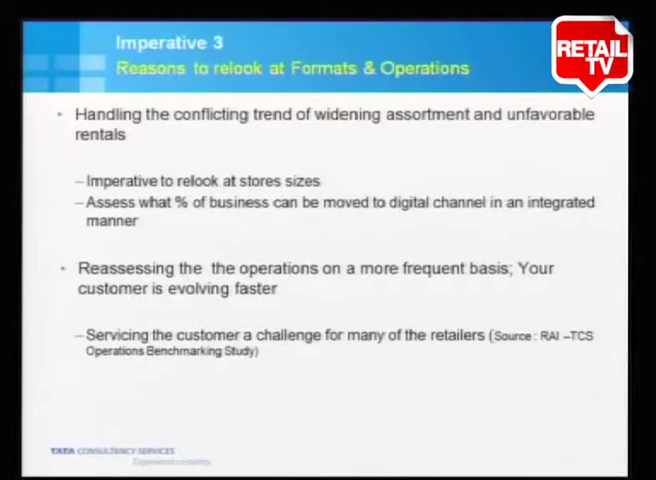 Imperative 3
Reasons to relook at Formats & Operations
RETAIL
TV
• Handling the conflicting trend of widening assortment and unfavorable
rentals
–Imperative to relook at stores sizes
–Assess what % of business can be moved to digital channel in an integrated
manner
• Reassessing the the operations on a more frequent basis; Your
customer is evolving faster
–Servicing the customer a challenge for many of the retailers (Source : RAI –TCS
Operations Benchmarking Study)
TATA CONSULTANCY SERVICES
Experience certainty.